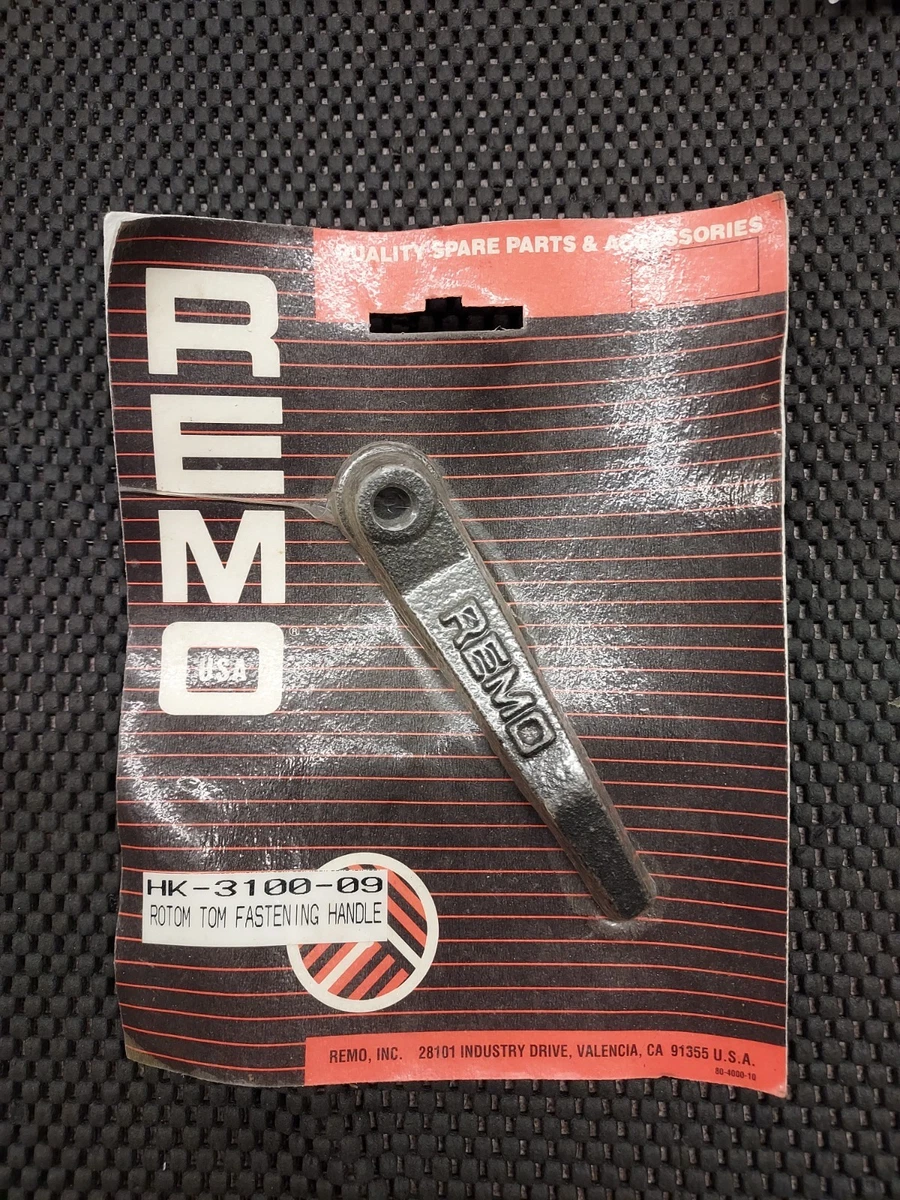 QUALITY SPARE PARTS & ACCESSORIES
REMO
®
USA
REMO
HK-3100-09
ROTOM TOM FASTENING HANDLE
REMO, INC. 28101 INDUSTRY DRIVE, VALENCIA, CA 91355 U.S.A.
80-4000-10